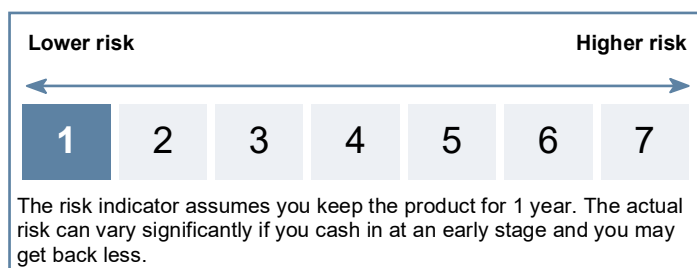 Lower risk Higher risk
1 2 3 4 5 6 7
The risk indicator assumes you keep the product for 1 year. The actual
risk can vary significantly if you cash in at an early stage and you may
get back less.